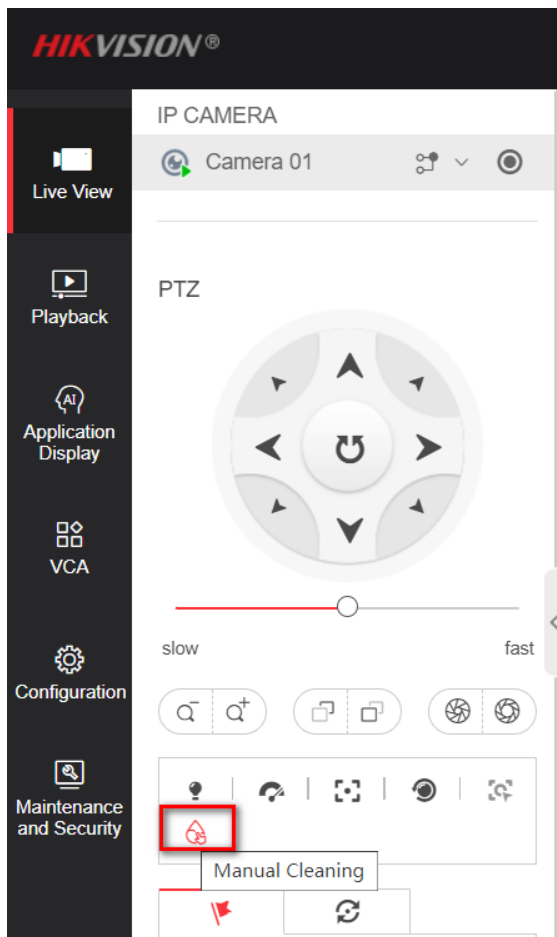 HIKVISION®
IP CAMERA
Camera 01
Live View
PTZ
Playback
AI
Application
Display
VCA
slow
fast
Configuration
Maintenance
and Security
Manual Cleaning